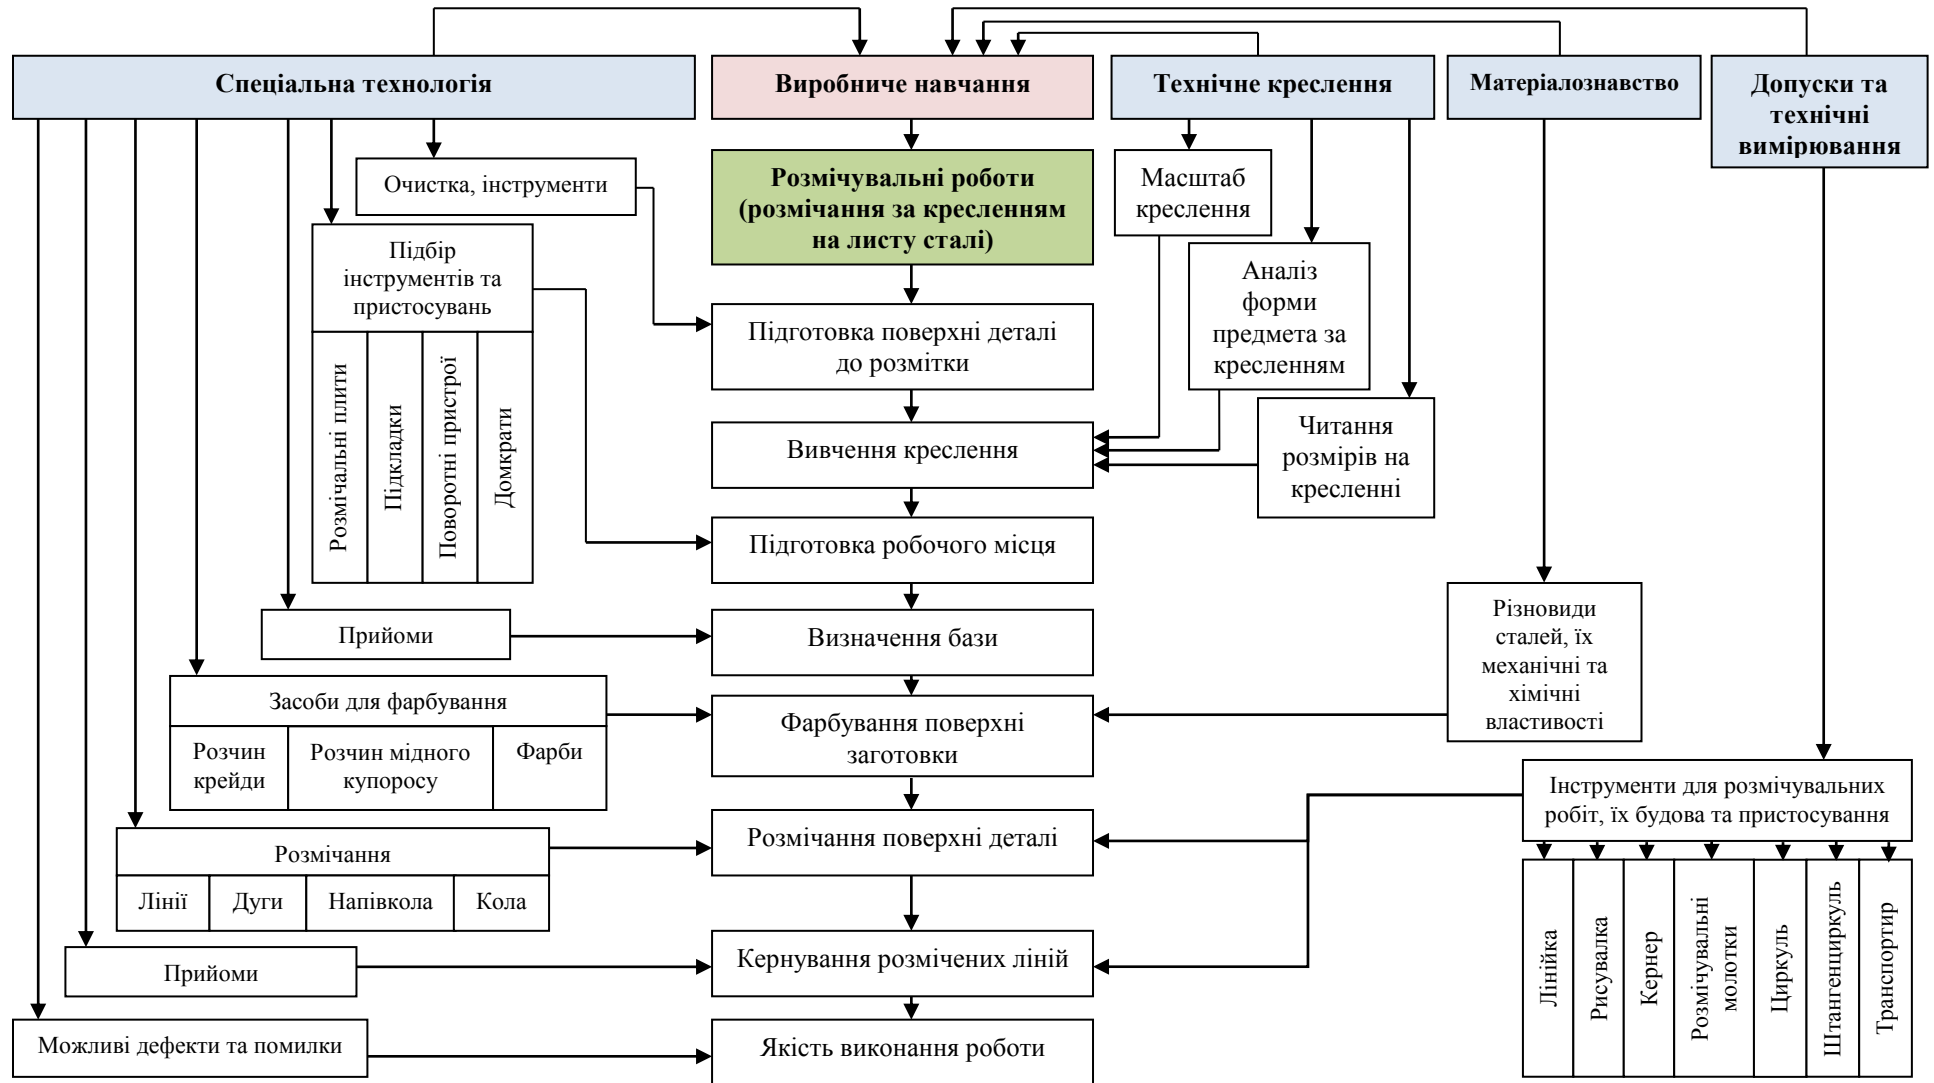 Спеціальна технологія
Виробниче навчання
Технічне креслення
Матеріалознавство
Допуски та
технічні
вимірювання
Очистка, інструменти
Розмічувальні роботи
(розмічання за кресленням
на листу сталі)
Масштаб
креслення
Підбір
інструментів та
пристосувань
Розмічальні плити
Підкладки
Поворотні пристрої
Домкрати
Аналіз
форми
предмета за
кресленням
Підготовка поверхні деталі
до розмітки
Читання
розмірів на
кресленні
Вивчення креслення
Підготовка робочого місця
Прийоми
Визначення бази
Різновиди
сталей, їх
механічні та
хімічні
властивості
Засоби для фарбування
Розчин
крейди
Розчин мідного
купоросу
Фарби
Фарбування поверхні
заготовки
Інструменти для розмічувальних
робіт, їх будова та пристосування
Розмічання
Лінії
Дуги
Напівкола
Кола
Розмічання поверхні деталі
Лінійка
Рисувалка
Кернер
Розмічувальні
молотки
Циркуль
Штангенциркуль
Транспортир
Прийоми
Кернування розмічених ліній
Можливі дефекти та помилки
Якість виконання роботи